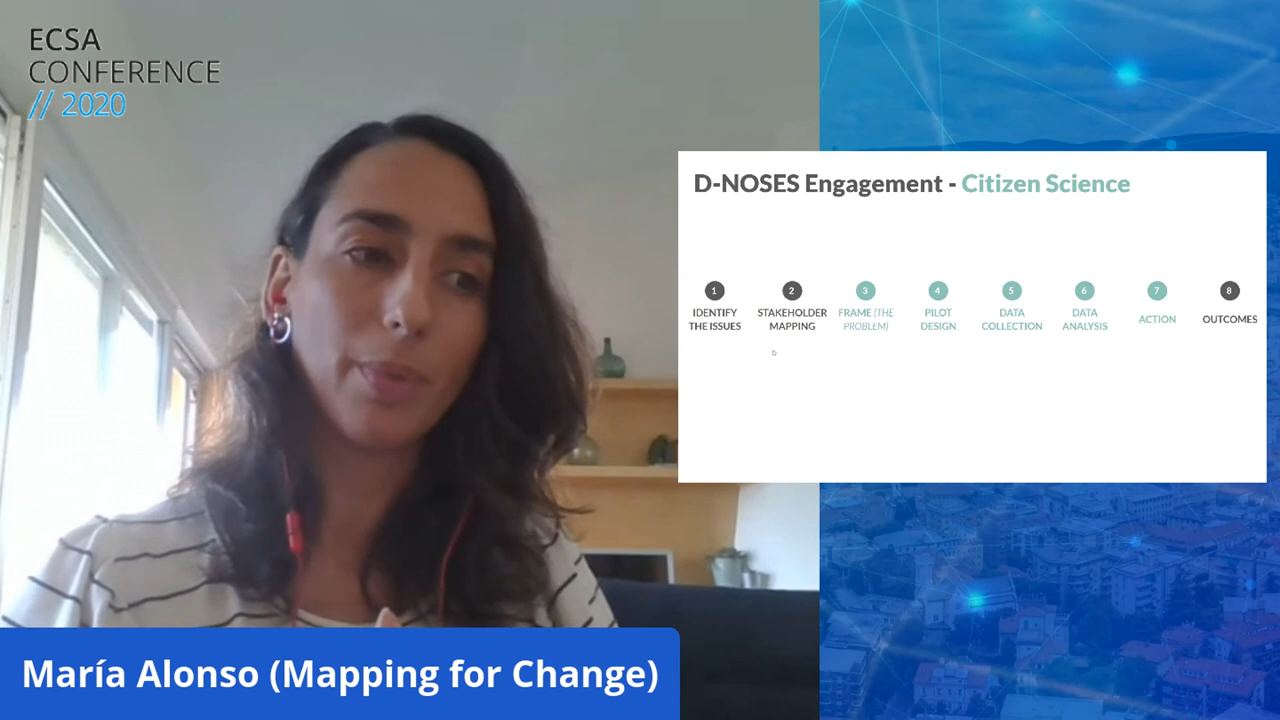 ECSA
CONFERENCE
// 2020
D-NOSES Engagement - Citizen Science
1
IDENTIFY
THE ISSUES
2
STAKEHOLDER
MAPPING
3
FRAME (THE
PROBLEM)
4
PILOT
DESIGN
5
DATA
COLLECTION
6
DATA
ANALYSIS
7
ACTION
8
OUTCOMES
María Alonso (Mapping for Change)